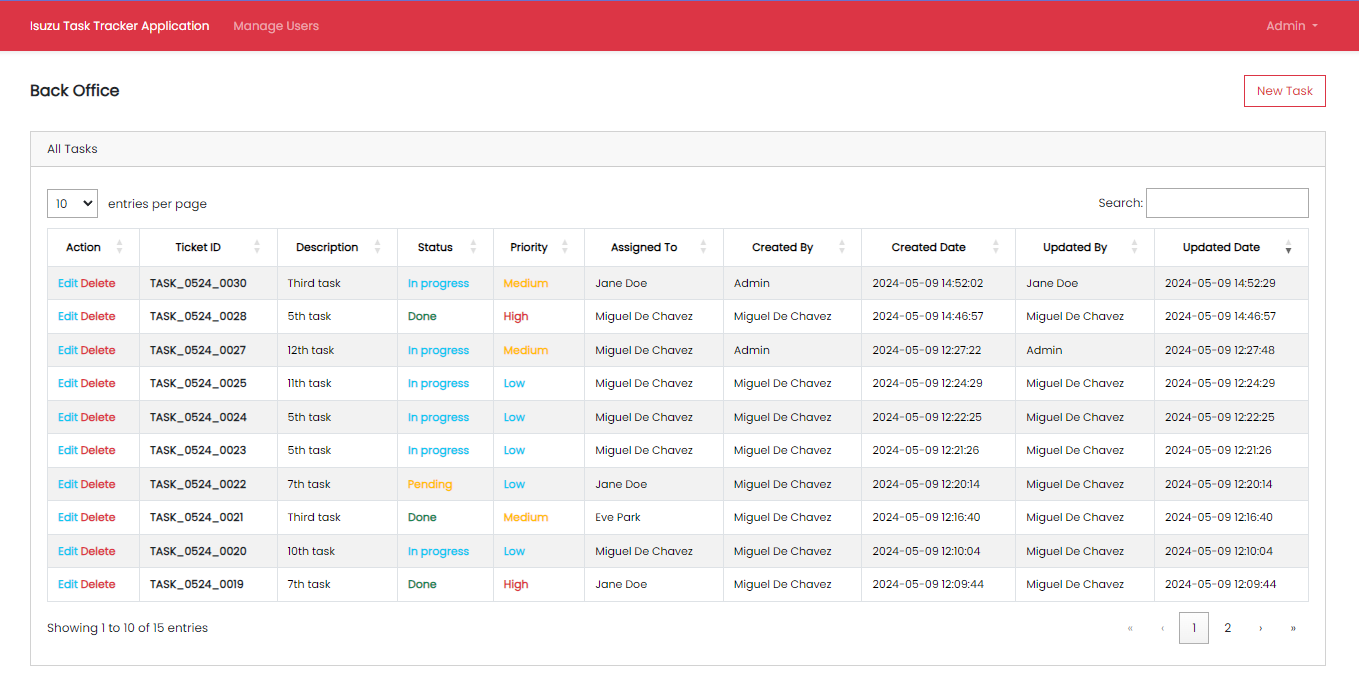 Isuzu Task Tracker Application Manage Users Admin
Back Office New Task
All Tasks
10 entries per page Search:
Action Ticket ID Description Status Priority Assigned To Created By Created Date Updated By Updated Date
Edit Delete TASK_0524_0030 Third task In progress Medium Jane Doe Admin 2024-05-09 14:52:02 Jane Doe 2024-05-09 14:52:29
Edit Delete TASK_0524_0028 5th task Done High Miguel De Chavez Miguel De Chavez 2024-05-09 14:46:57 Miguel De Chavez 2024-05-09 14:46:57
Edit Delete TASK_0524_0027 12th task In progress Medium Miguel De Chavez Admin 2024-05-09 12:27:22 Admin 2024-05-09 12:27:48
Edit Delete TASK_0524_0025 11th task In progress Low Miguel De Chavez Miguel De Chavez 2024-05-09 12:24:29 Miguel De Chavez 2024-05-09 12:24:29
Edit Delete TASK_0524_0024 5th task In progress Low Miguel De Chavez Miguel De Chavez 2024-05-09 12:22:25 Miguel De Chavez 2024-05-09 12:22:25
Edit Delete TASK_0524_0023 5th task In progress Low Miguel De Chavez Miguel De Chavez 2024-05-09 12:21:26 Miguel De Chavez 2024-05-09 12:21:26
Edit Delete TASK_0524_0022 7th task Pending Low Jane Doe Miguel De Chavez 2024-05-09 12:20:14 Miguel De Chavez 2024-05-09 12:20:14
Edit Delete TASK_0524_0021 Third task Done Medium Eve Park Miguel De Chavez 2024-05-09 12:16:40 Miguel De Chavez 2024-05-09 12:16:40
Edit Delete TASK_0524_0020 10th task In progress Low Miguel De Chavez Miguel De Chavez 2024-05-09 12:10:04 Miguel De Chavez 2024-05-09 12:10:04
Edit Delete TASK_0524_0019 7th task Done High Jane Doe Miguel De Chavez 2024-05-09 12:09:44 Miguel De Chavez 2024-05-09 12:09:44
Showing 1 to 10 of 15 entries « ‹ 1 2 › »